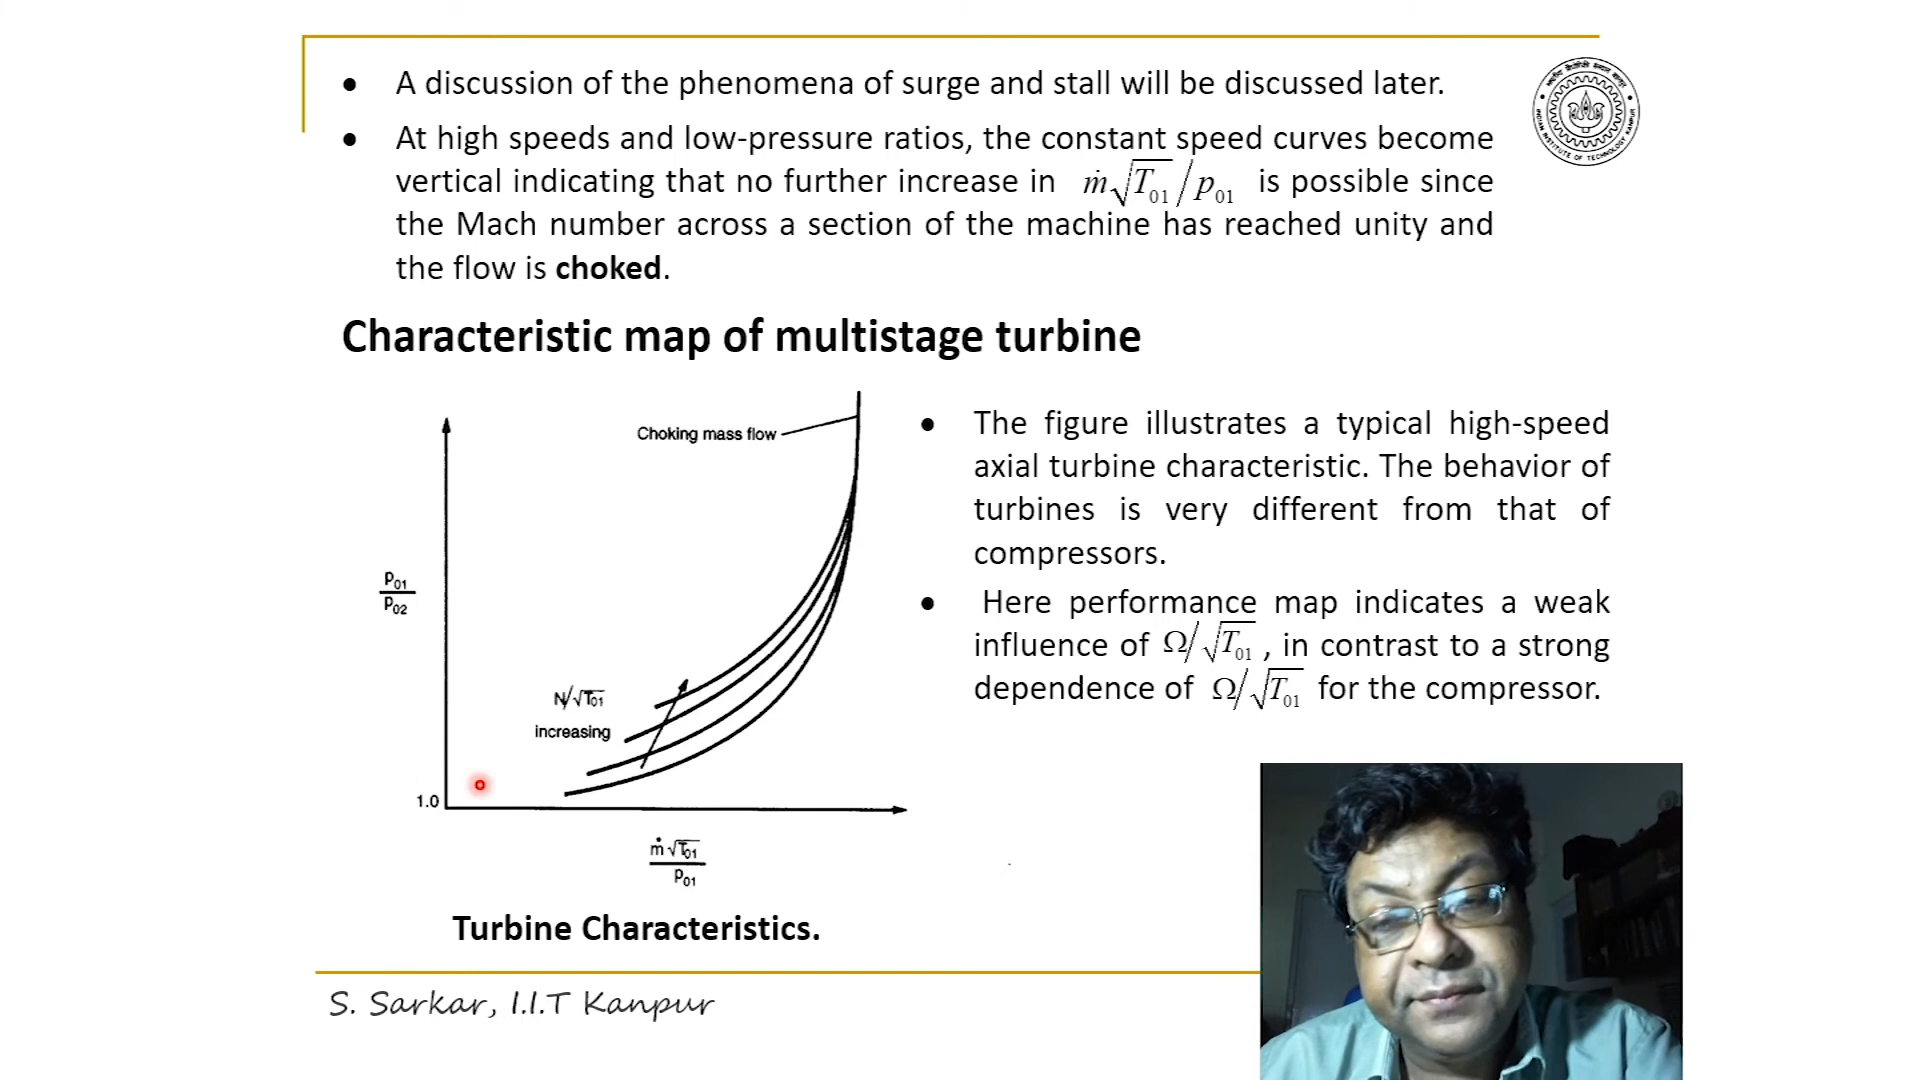 • A discussion of the phenomena of surge and stall will be discussed later.
• At high speeds and low-pressure ratios, the constant speed curves become
vertical indicating that no further increase in ṁ√T₀₁/p₀₁ is possible since
the Mach number across a section of the machine has reached unity and
the flow is choked.
INDIAN INSTITUTE OF TECHNOLOGY KANPUR
Characteristic map of multistage turbine
Choking mass flow
P₀₁
P₀₂
N/√T₀₁
increasing
1.0
ṁ√T₀₁
P₀₁
Turbine Characteristics.
• The figure illustrates a typical high-speed
axial turbine characteristic. The behavior of
turbines is very different from that of
compressors.
• Here performance map indicates a weak
influence of Ω/√T₀₁ , in contrast to a strong
dependence of Ω/√T₀₁ for the compressor.
S. Sarkar, I.I.T Kanpur